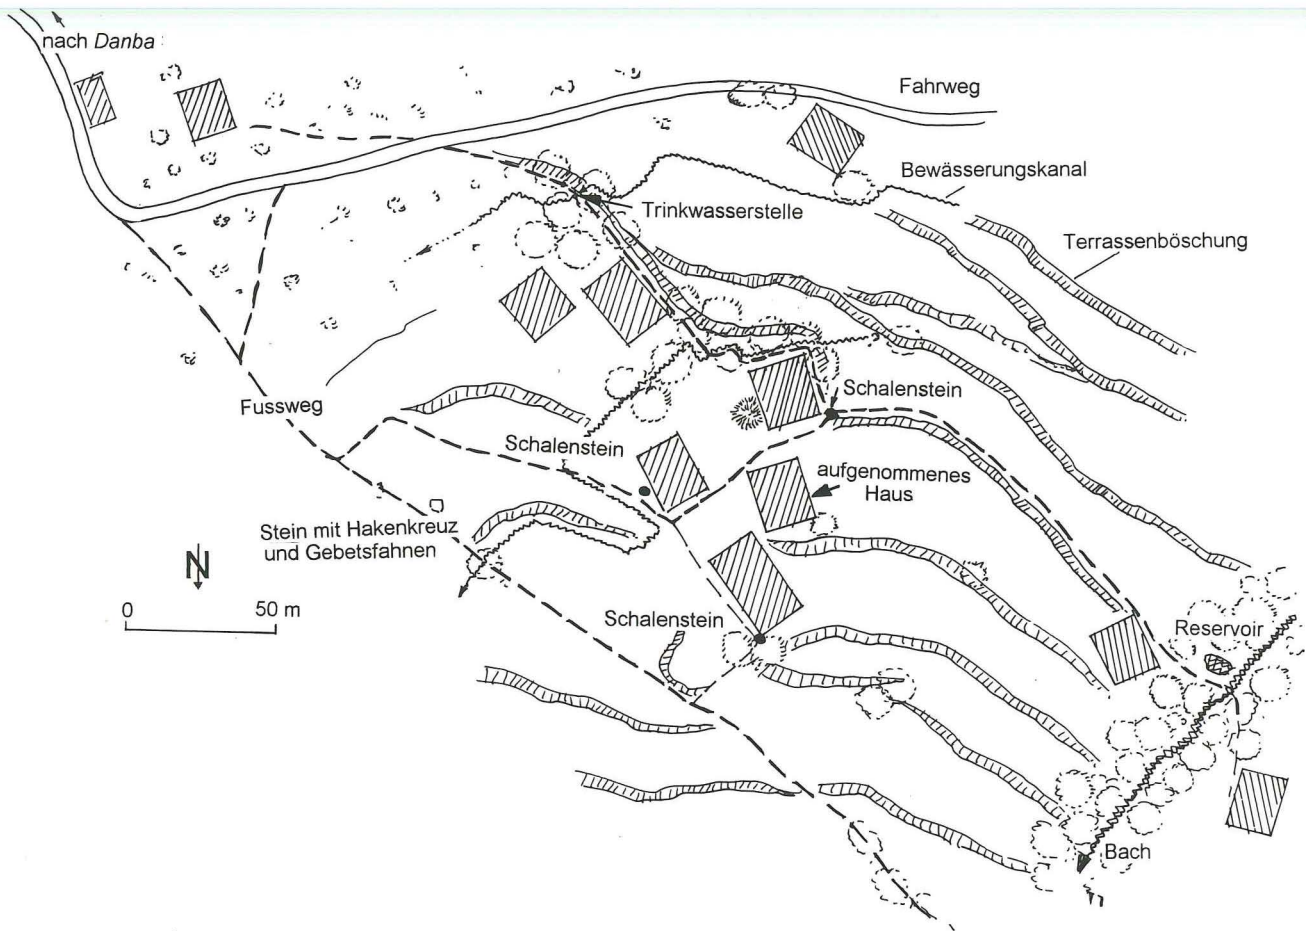 nach Danba
Fahrweg
Bewässerungskanal
Trinkwasserstelle
Terrassenböschung
Schalenstein
Fussweg
Schalenstein
aufgenommenes
Haus
Stein mit Hakenkreuz
und Gebetsfahnen
N
0 50 m
Schalenstein
Reservoir
Bach